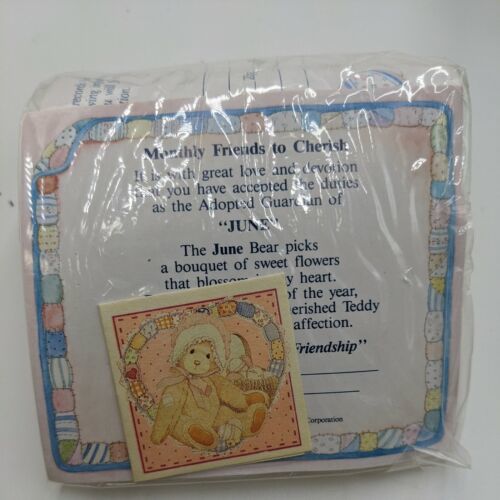 Monthly Friends to Cherish
It is with great love and devotion
that you have accepted the duties
as the Adopted Guardian of
"JUNE"
The June Bear picks
a bouquet of sweet flowers
that blossom heart.
of the year,
cherished Teddy
affection.
Friendship"
Corporation